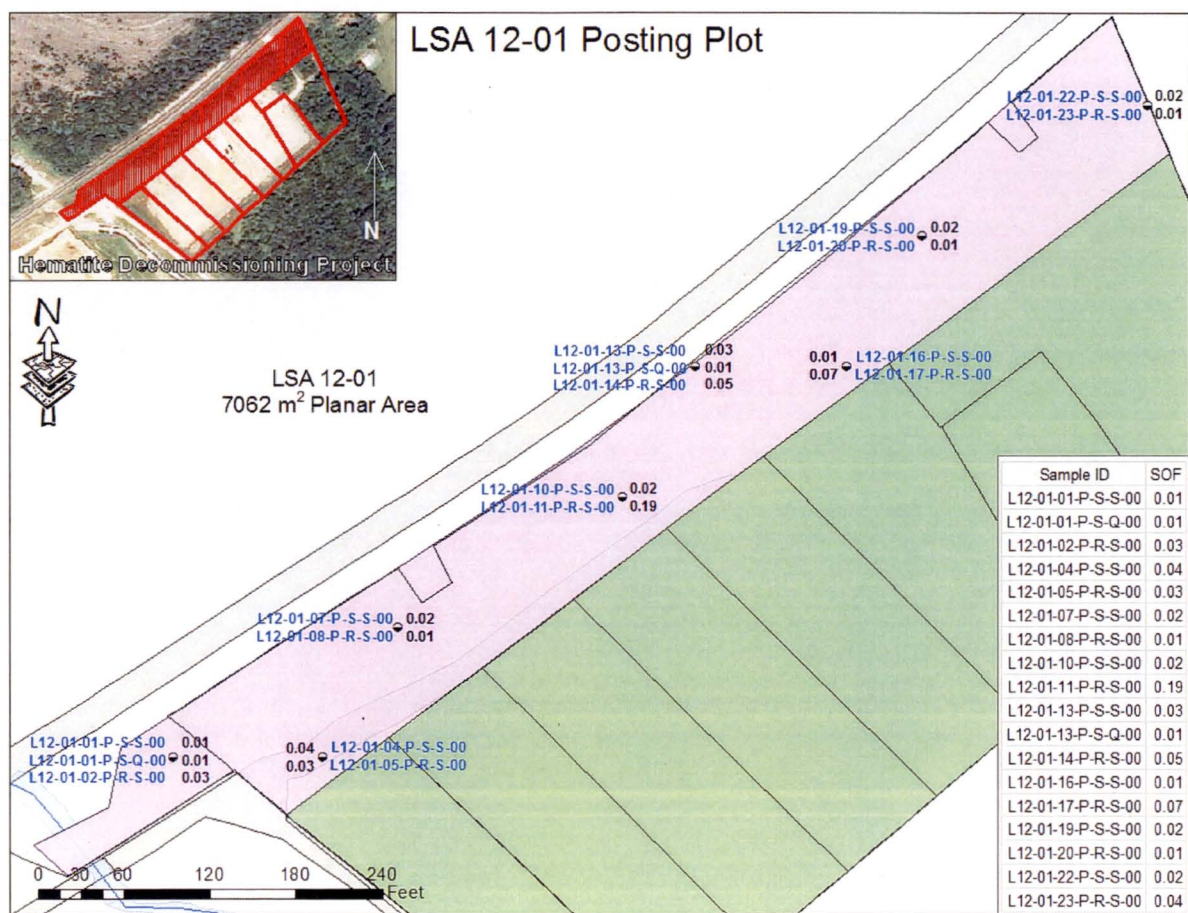 LSA 12-01 Posting Plot
N
Hematite Decommissioning Project
N
LSA 12-01
7062 m² Planar Area
L12-01-22-P-S-S-00 0.02
L12-01-23-P-R-S-00 0.01
L12-01-19-P-S-S-00 0.02
L12-01-20-P-R-S-00 0.01
L12-01-13-P-S-S-00 0.03
L12-01-13-P-S-Q-00 0.01
L12-01-14-P-R-S-00 0.05
0.01 L12-01-16-P-S-S-00
0.07 L12-01-17-P-R-S-00
L12-01-10-P-S-S-00 0.02
L12-01-11-P-R-S-00 0.19
L12-01-07-P-S-S-00 0.02
L12-01-08-P-R-S-00 0.01
L12-01-01-P-S-S-00 0.01
L12-01-01-P-S-Q-00 0.01
L12-01-02-P-R-S-00 0.03
0.04 L12-01-04-P-S-S-00
0.03 L12-01-05-P-R-S-00
0 30 60 120 180 240
Feet
Sample ID SOF
L12-01-01-P-S-S-00 0.01
L12-01-01-P-S-Q-00 0.01
L12-01-02-P-R-S-00 0.03
L12-01-04-P-S-S-00 0.04
L12-01-05-P-R-S-00 0.03
L12-01-07-P-S-S-00 0.02
L12-01-08-P-R-S-00 0.01
L12-01-10-P-S-S-00 0.02
L12-01-11-P-R-S-00 0.19
L12-01-13-P-S-S-00 0.03
L12-01-13-P-S-Q-00 0.01
L12-01-14-P-R-S-00 0.05
L12-01-16-P-S-S-00 0.01
L12-01-17-P-R-S-00 0.07
L12-01-19-P-S-S-00 0.02
L12-01-20-P-R-S-00 0.01
L12-01-22-P-S-S-00 0.02
L12-01-23-P-R-S-00 0.04